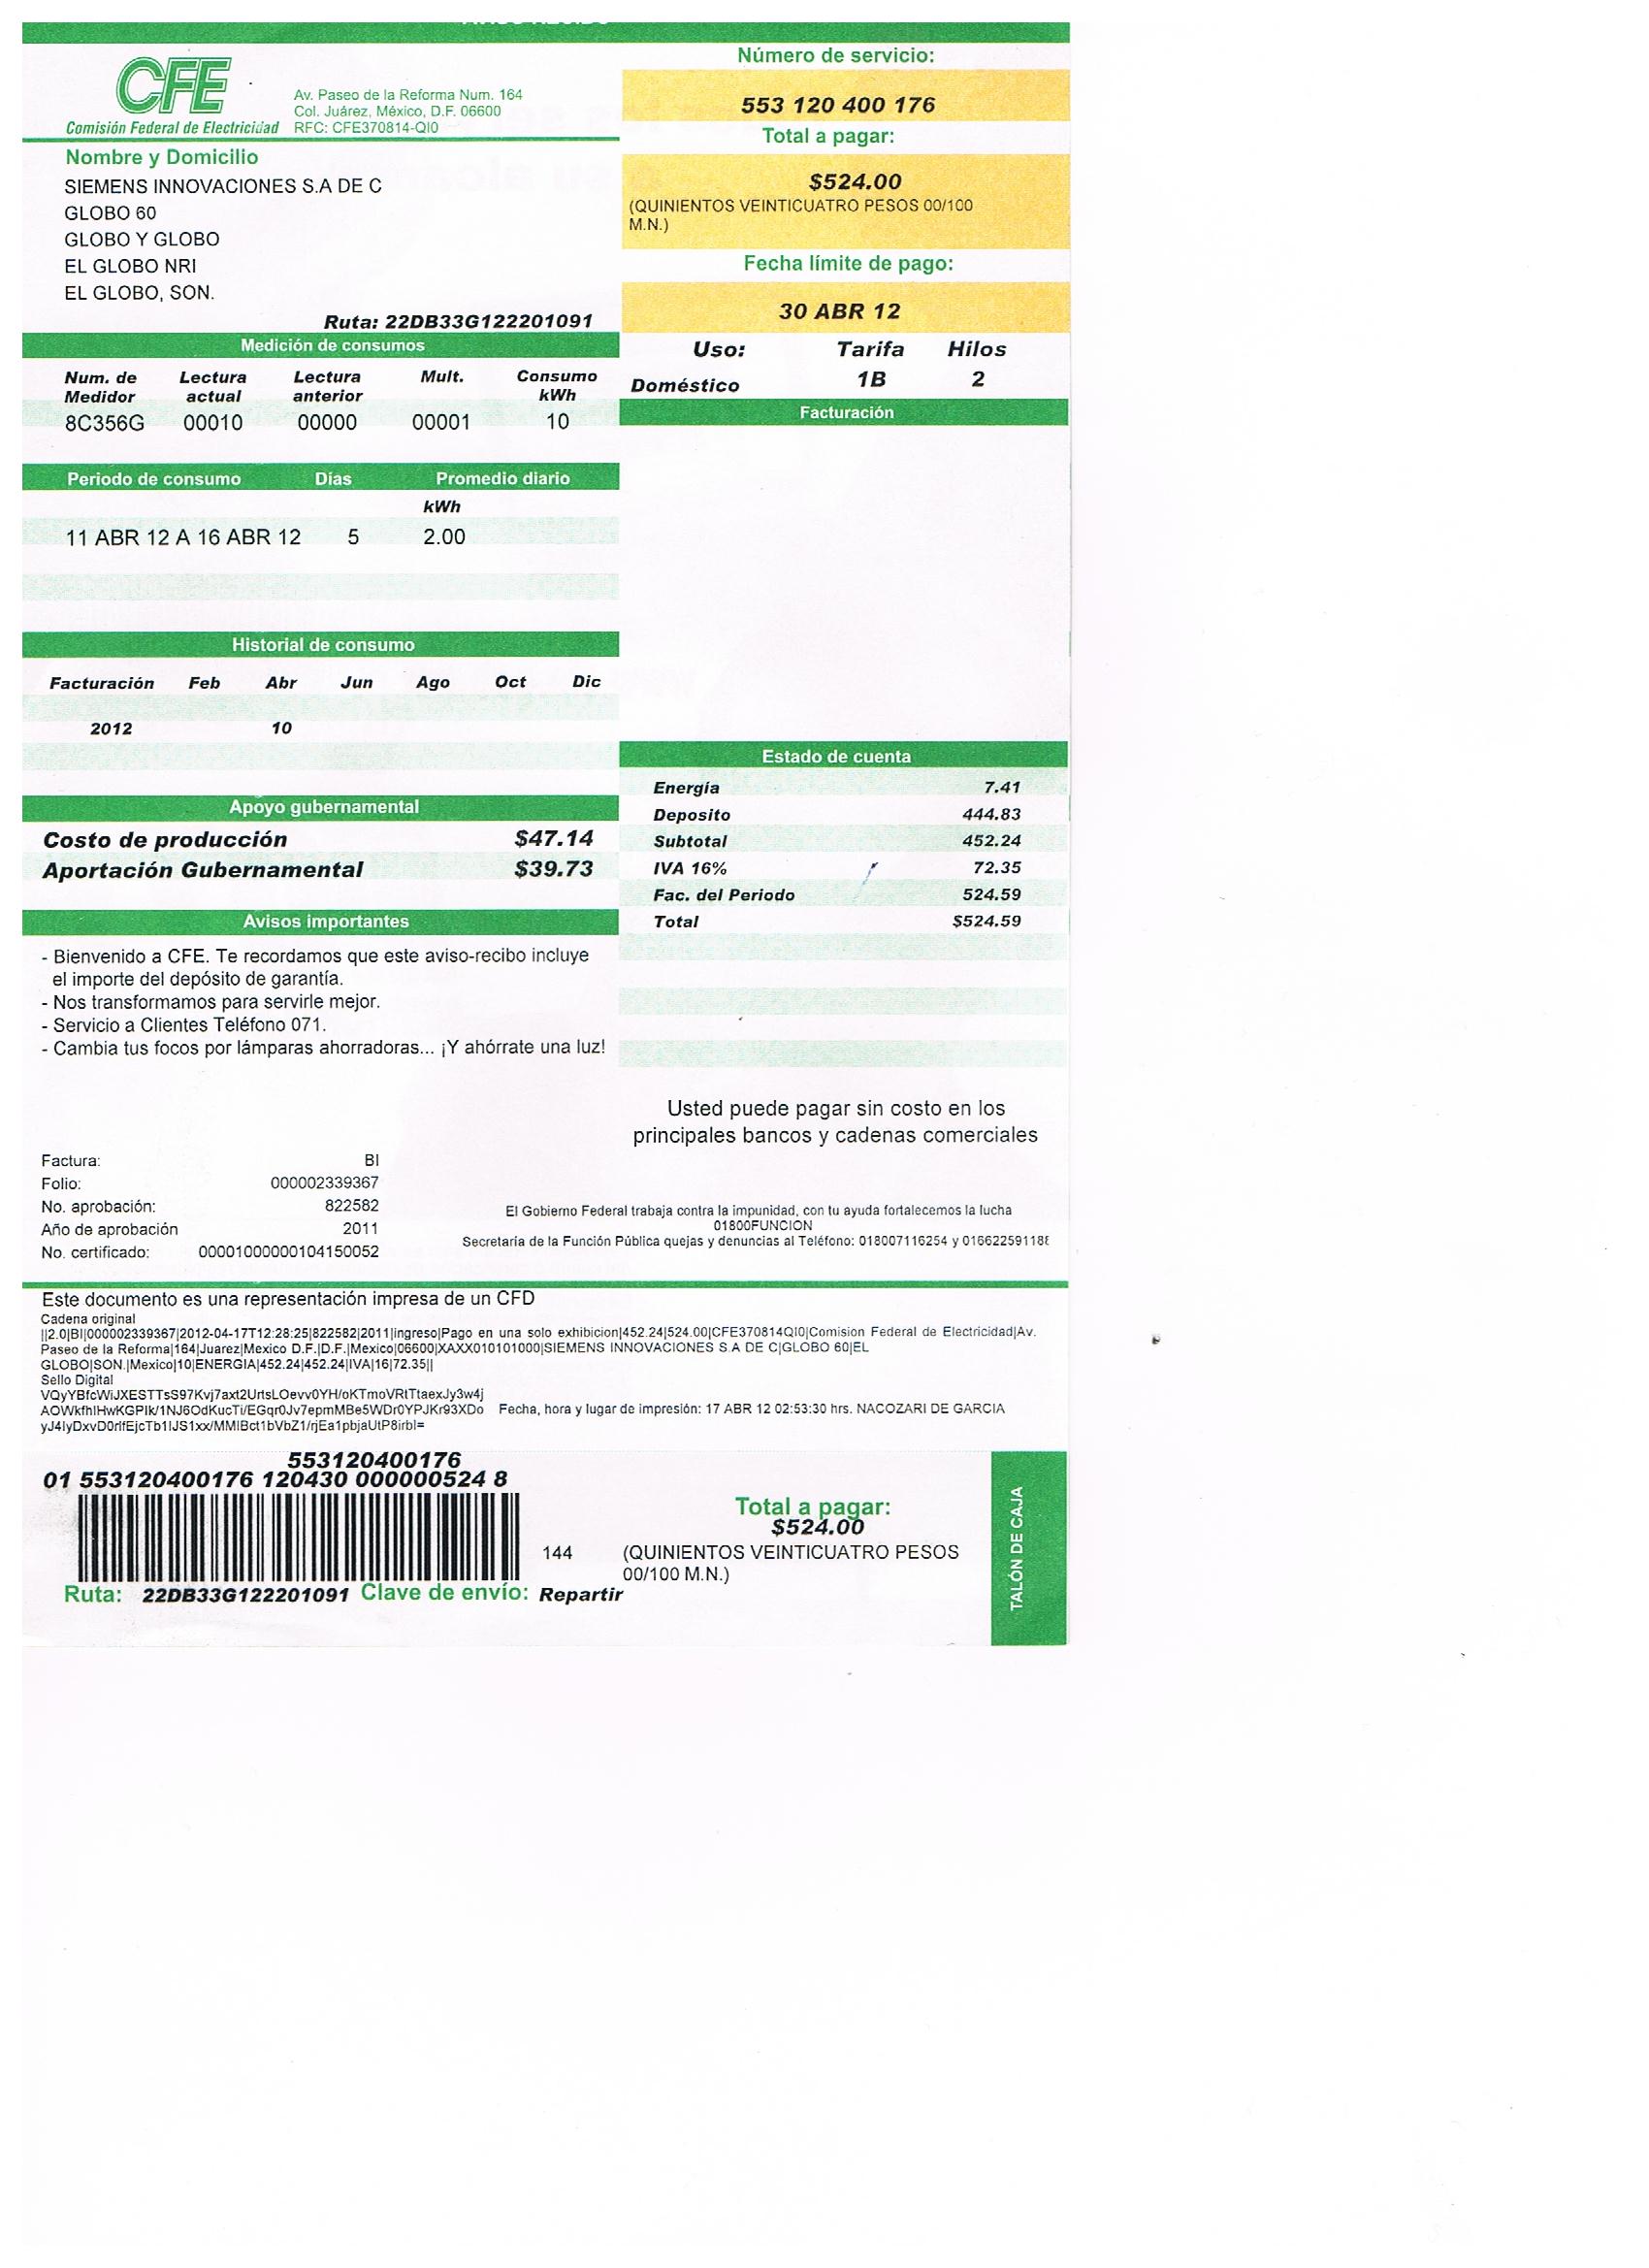 CFE
Comisión Federal de Electricidad
Av. Paseo de la Reforma Num. 164
Col. Juárez, México, D.F. 06600
RFC: CFE370814-QI0
Número de servicio:
553 120 400 176
Total a pagar:
$524.00
(QUINIENTOS VEINTICUATRO PESOS 00/100
M.N.)
Fecha límite de pago:
30 ABR 12
Nombre y Domicilio
SIEMENS INNOVACIONES S.A DE C
GLOBO 60
GLOBO Y GLOBO
EL GLOBO NRI
EL GLOBO, SON.
Ruta: 22DB33G122201091
Uso: Tarifa Hilos
Doméstico 1B 2
Medición de consumos
Num. de Medidor Lectura actual Lectura anterior Mult. Consumo kWh
8C356G 00010 00000 00001 10
Periodo de consumo Días Promedio diario
kWh
11 ABR 12 A 16 ABR 12 5 2.00
Historial de consumo
Facturación Feb Abr Jun Ago Oct Dic
2012 10
Apoyo gubernamental
Costo de producción $47.14
Aportación Gubernamental $39.73
Avisos importantes
- Bienvenido a CFE. Te recordamos que este aviso-recibo incluye
el importe del depósito de garantía.
- Nos transformamos para servirle mejor.
- Servicio a Clientes Teléfono 071.
- Cambia tus focos por lámparas ahorradoras... ¡Y ahórrate una luz!
Facturación
Estado de cuenta
Energía 7.41
Deposito 444.83
Subtotal 452.24
IVA 16% 72.35
Fac. del Periodo 524.59
Total $524.59
Usted puede pagar sin costo en los
principales bancos y cadenas comerciales
Factura: BI
Folio: 000002339367
No. aprobación: 822582
Año de aprobación 2011
No. certificado: 00001000000104150052
El Gobierno Federal trabaja contra la impunidad, con tu ayuda fortalecemos la lucha
01800FUNCION
Secretaria de la Función Pública quejas y denuncias al Teléfono: 018007116254 y
Este documento es una representación impresa de un CFD
Cadena original
||2.0|BI|000002339367|2012-04-17T12:28:25|822582|2011|ingreso|Pago en una solo exhibicion|452.24|524.00|CFE370814QI0|Comision Federal de Electricidad|Av.
Paseo de la Reforma|164|Juarez|Mexico D.F.|D.F.|Mexico|06600|XAXX010101000|SIEMENS INNOVACIONES S.A DE C|GLOBO 60|EL
GLOBO|SON.|Mexico|10|ENERGIA|452.24|452.24|IVA|16|72.35||
Sello Digital
Fecha, hora y lugar de impresión: 17 ABR 12 02:53:30 hrs. NACOZARI DE GARCIA
553120400176
01 553120400176 120430 000000524 8
144
Ruta: 22DB33G122201091 Clave de envío: Repartir
Total a pagar:
$524.00
(QUINIENTOS VEINTICUATRO PESOS
00/100 M.N.)
TALÓN DE CAJA